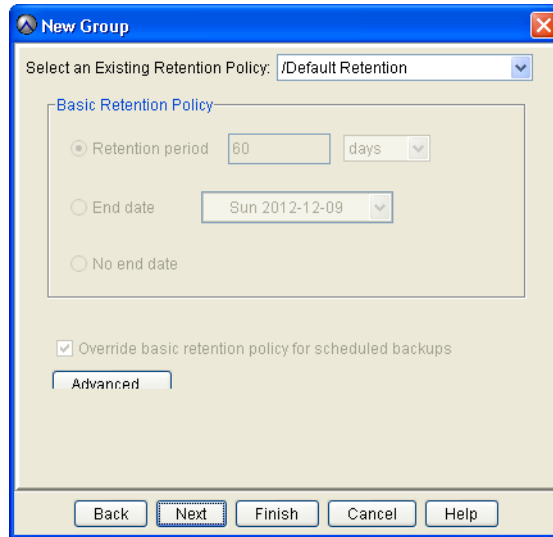 New Group
Select an Existing Retention Policy: /Default Retention
Basic Retention Policy
Retention period 60 days
End date Sun 2012-12-09
No end date
Override basic retention policy for scheduled backups
Advanced...
Back Next Finish Cancel Help